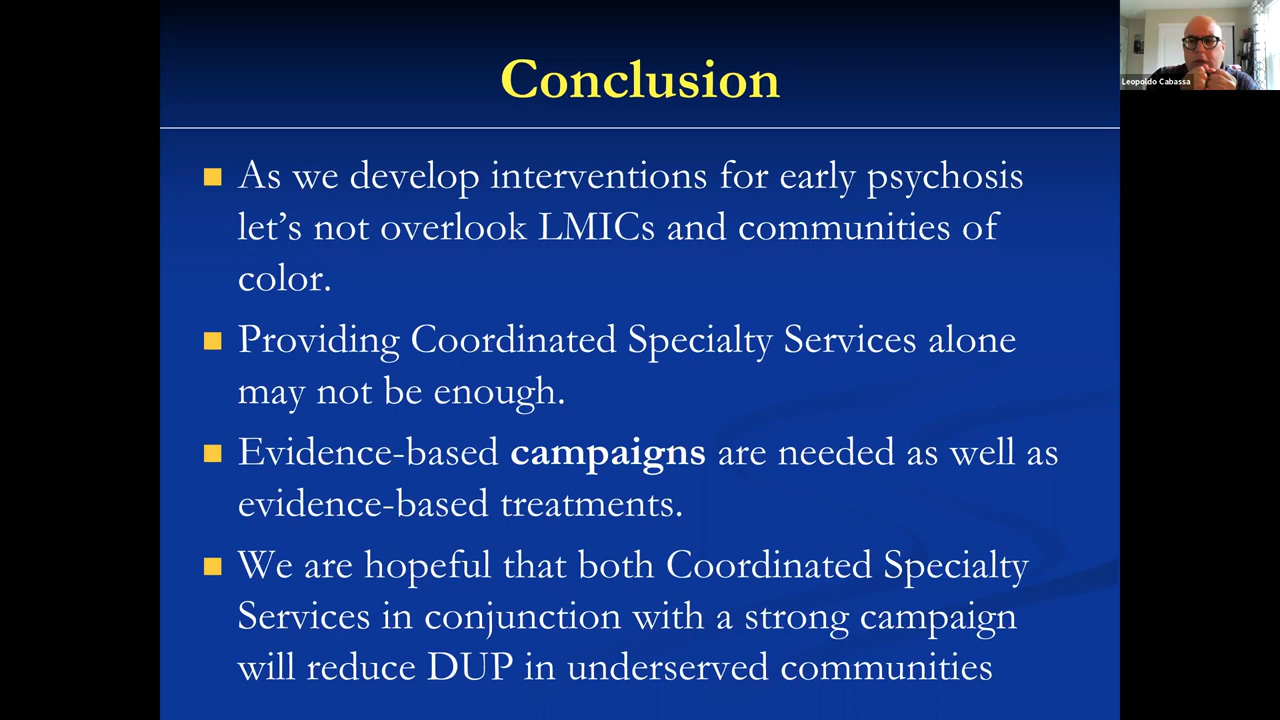 Conclusion
As we develop interventions for early psychosis
let’s not overlook LMICs and communities of
color.
Providing Coordinated Specialty Services alone
may not be enough.
Evidence-based campaigns are needed as well as
evidence-based treatments.
We are hopeful that both Coordinated Specialty
Services in conjunction with a strong campaign
will reduce DUP in underserved communities
Leopoldo Cabassa